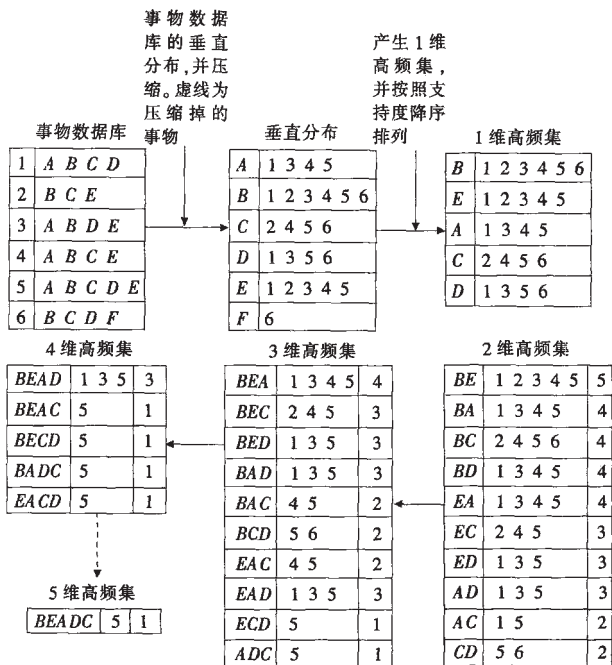 事物数据
库的垂直
分布,并压
缩。虚线为
压缩掉的
事物
产生1维
高频集,
并按照支
持度降序
排列
事物数据库
1 A B C D
2 B C E
3 A B D E
4 A B C E
5 A B C D E
6 B C D F
垂直分布
A 1 3 4 5
B 1 2 3 4 5 6
C 2 4 5 6
D 1 3 5 6
E 1 2 3 4 5
F 6
1维高频集
B 1 2 3 4 5 6
E 1 2 3 4 5
A 1 3 4 5
C 2 4 5 6
D 1 3 5 6
4维高频集
BEAD 1 3 5 3
BEAC 5 1
BECD 5 1
BADC 5 1
EACD 5 1
5维高频集
BEADC 5 1
3维高频集
BEA 1 3 4 5 4
BEC 2 4 5 3
BED 1 3 5 3
BAD 1 3 5 3
BAC 4 5 2
BCD 5 6 2
EAC 4 5 2
EAD 1 3 5 3
ECD 5 1
ADC 5 1
2维高频集
BE 1 2 3 4 5 5
BA 1 3 4 5 4
BC 2 4 5 6 4
BD 1 3 4 5 4
EA 1 3 4 5 4
EC 2 4 5 3
ED 1 3 5 3
AD 1 3 5 3
AC 1 5 2
CD 5 6 2